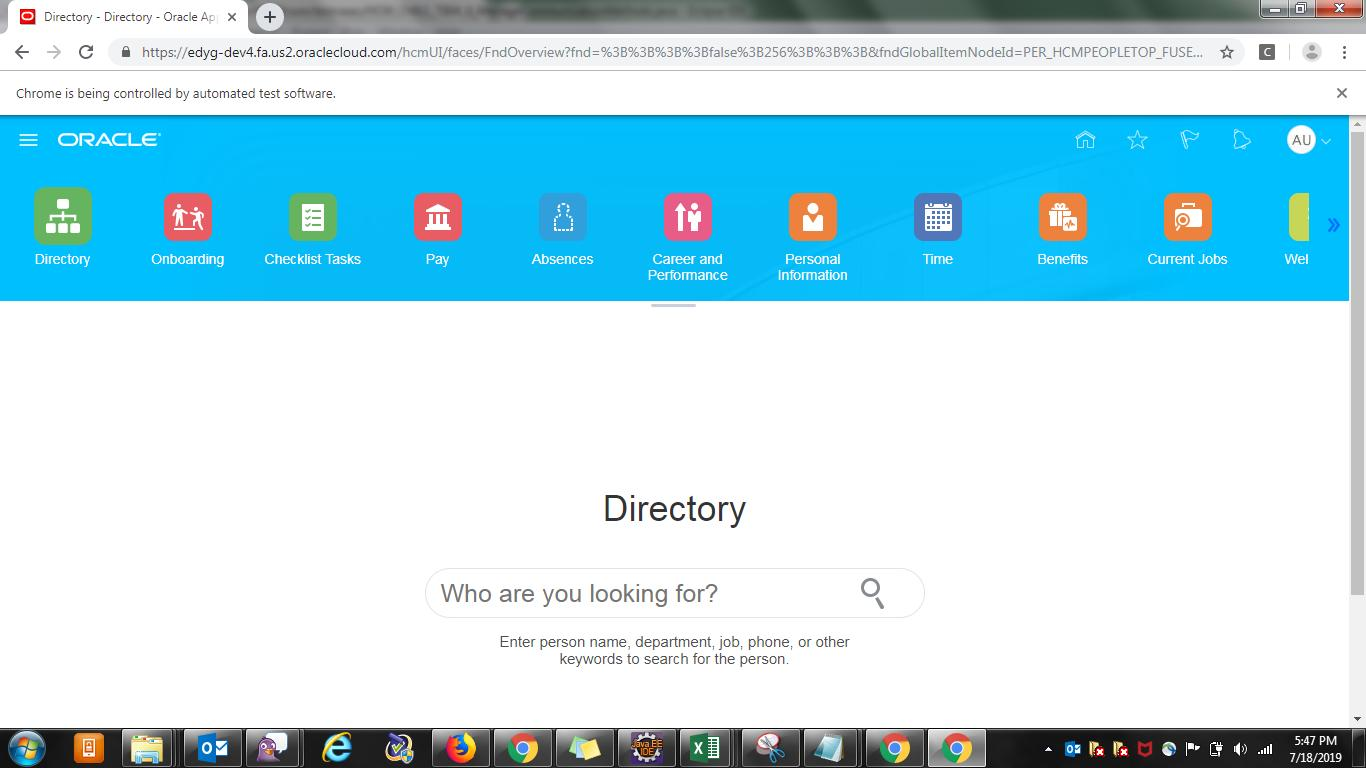 Directory - Directory - Oracle Ap
https://edyg-dev4.fa.us2.oraclecloud.com/hcmUI/faces/FndOverview?fnd=%3B%3B%3B%3Bfalse%3B256%3B%3B%3B&fndGlobalItemNodeId=PER_HCMPEOPLETOP_FUSE...
C
Chrome is being controlled by automated test software.
ORACLE
AU
Directory
Onboarding
Checklist Tasks
Pay
Absences
Career and
Performance
Personal
Information
Time
Benefits
Current Jobs
Wel
Directory
Who are you looking for?
Enter person name, department, job, phone, or other
keywords to search for the person.
Java EE
IDE
5:47 PM
7/18/2019